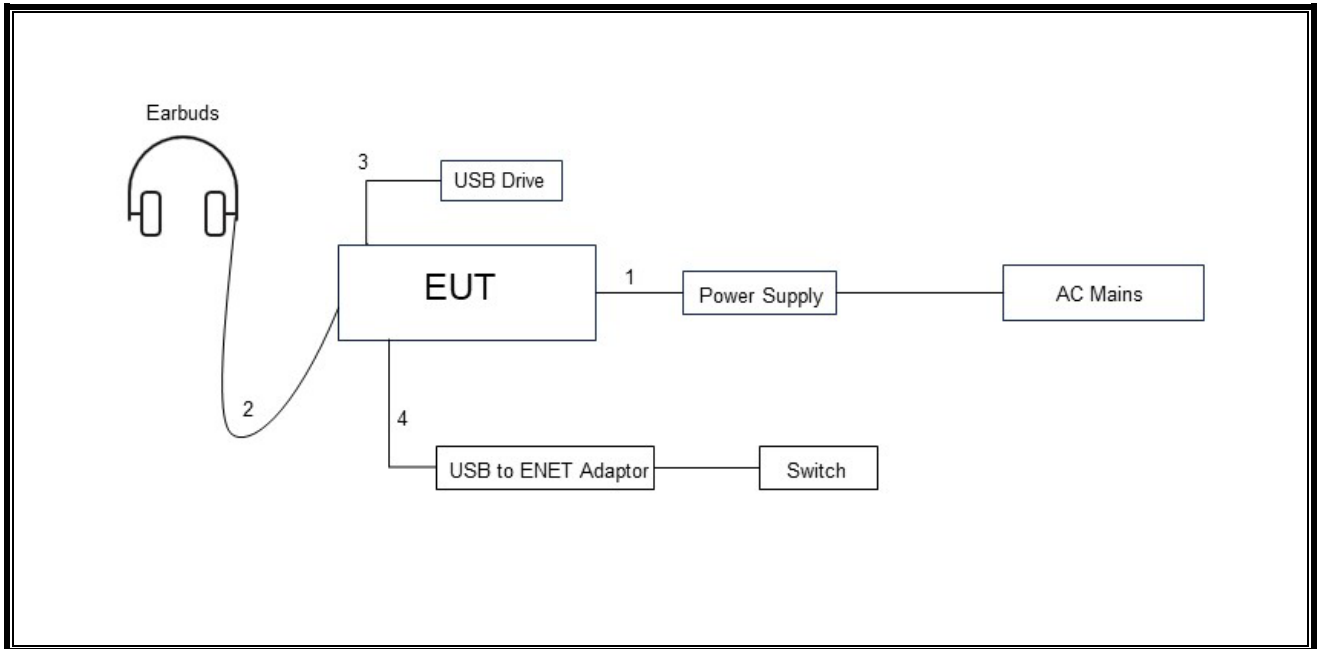 Earbuds
3
USB Drive
EUT
1
Power Supply
AC Mains
2
4
USB to ENET Adaptor
Switch